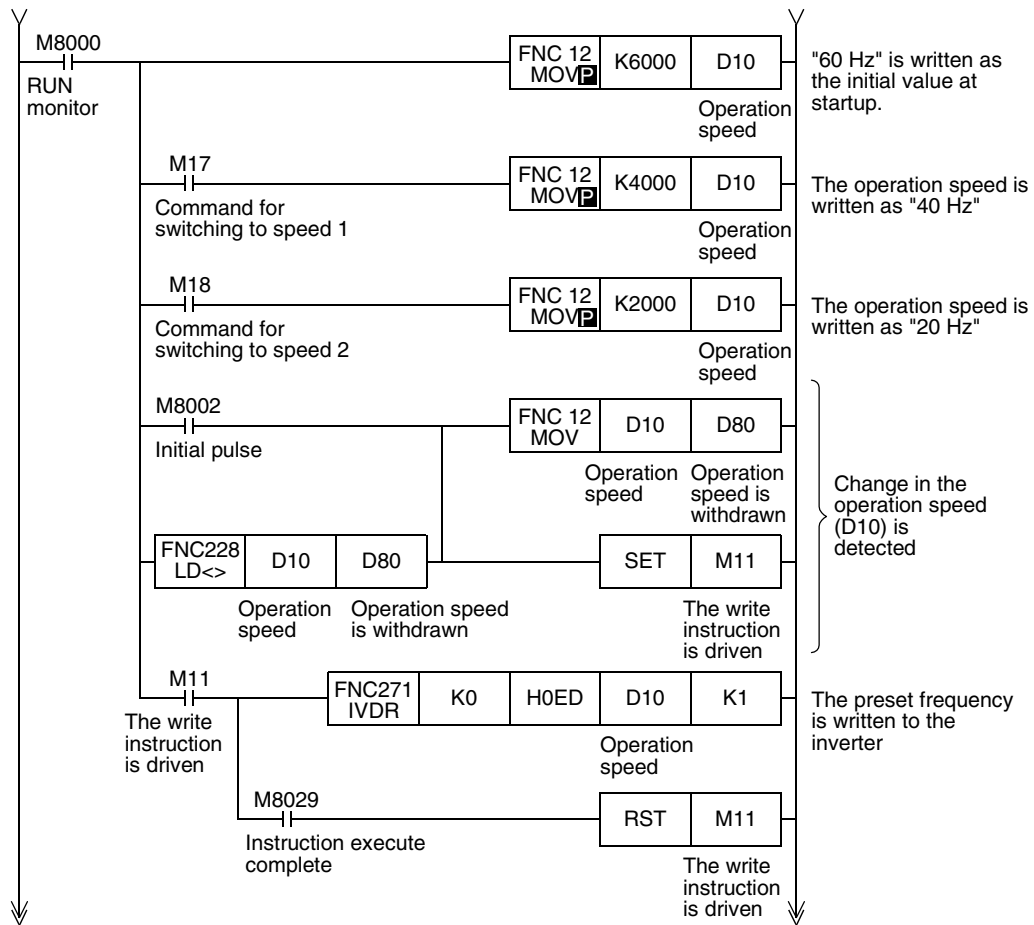 M8000
RUN
monitor
FNC 12
MOVP
K6000
D10
Operation
speed
"60 Hz" is written as
the initial value at
startup.
M17
Command for
switching to speed 1
FNC 12
MOVP
K4000
D10
Operation
speed
The operation speed is
written as "40 Hz"
M18
Command for
switching to speed 2
FNC 12
MOVP
K2000
D10
Operation
speed
The operation speed is
written as "20 Hz"
M8002
Initial pulse
FNC 12
MOV
D10
D80
Operation
speed
Operation
speed is
withdrawn
Change in the
operation speed
(D10) is
detected
FNC228
LD<>
D10
D80
Operation
speed
Operation speed
is withdrawn
SET
M11
The write
instruction
is driven
M11
The write
instruction
is driven
FNC271
IVDR
K0
H0ED
D10
K1
Operation
speed
The preset frequency
is written to the
inverter
M8029
Instruction execute
complete
RST
M11
The write
instruction
is driven